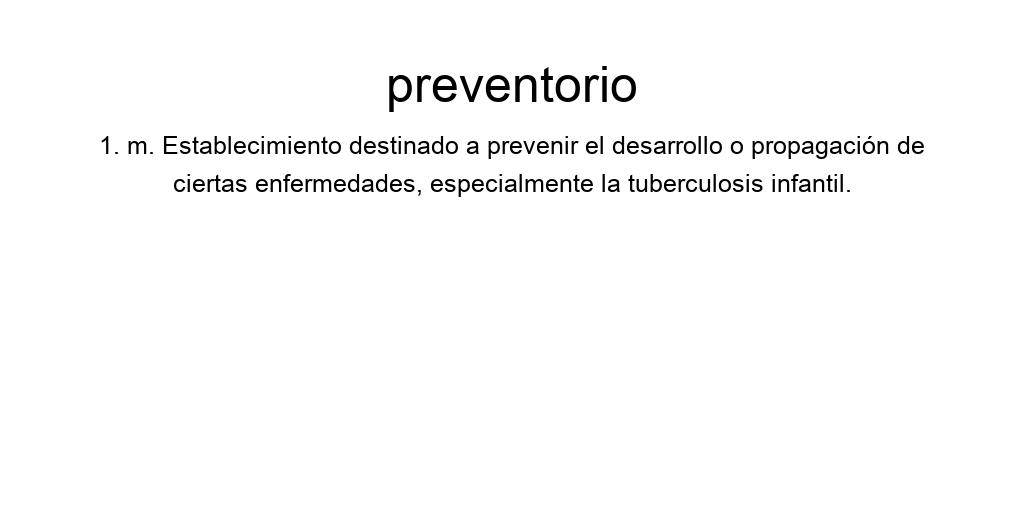 preventorio
1. m. Establecimiento destinado a prevenir el desarrollo o propagación de
ciertas enfermedades, especialmente la tuberculosis infantil.